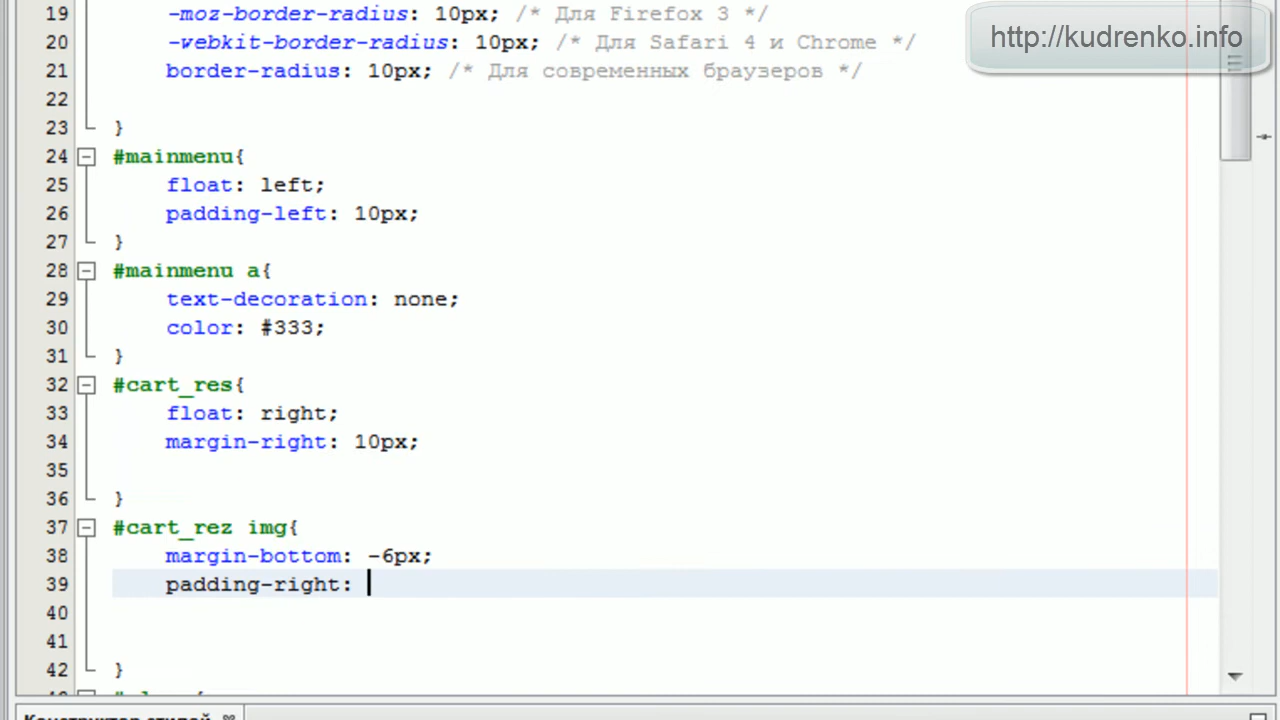 19 -moz-border-radius: 10px; /* Для Firefox 3 */
http://kudrenko.info
20 -webkit-border-radius: 10px; /* Для Safari 4 и Chrome */
21 border-radius: 10px; /* Для современных браузеров */
22
23 }
24 #mainmenu{
25 float: left;
26 padding-left: 10px;
27 }
28 #mainmenu a{
29 text-decoration: none;
30 color: #333;
31 }
32 #cart_res{
33 float: right;
34 margin-right: 10px;
35
36 }
37 #cart_rez img{
38 margin-bottom: -6px;
39 padding-right:
40
41
42 }
Конструктор стилей